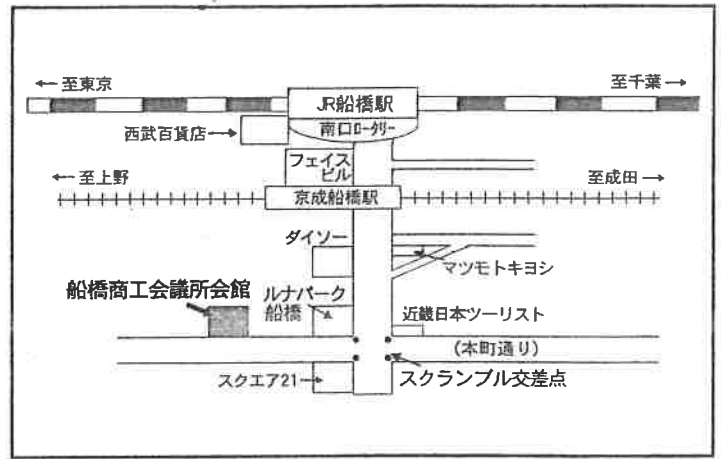 ←至東京
至千葉→
JR船橋駅
南口ロータリー
西武百貨店→
フェイス
ビル
←至上野
至成田→
京成船橋駅
ダイソー
マツモトキヨシ
船橋商工会議所会館
ルナパーク
船橋
近畿日本ツーリスト
(本町通り)
スクエア21→
スクランブル交差点